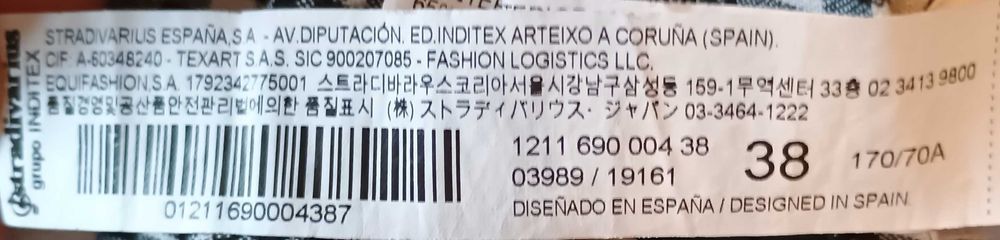 Stradivarius
grupo INDITEX
STRADIVARIUS ESPAÑA,S.A - AV.DIPUTACIÓN. ED.INDITEX ARTEIXO A CORUÑA (SPAIN).
CIF: A-60348240 - TEXART S.A.S. SIC 900207085 - FASHION LOGISTICS LLC.
EQUIFASHION,S.A. 1792342775001 스트라디바라우스코리아서울시강남구삼성동 159-1무역센터 33층 02 3413 9800
품질경영및공산품안전관리법에의한 품질표시 (株) ストラディバリウス· ジャパン 03-3464-1222
1211 690 004 38
03989 / 19161
38
170/70A
01211690004387
DISEÑADO EN ESPAÑA / DESIGNED IN SPAIN